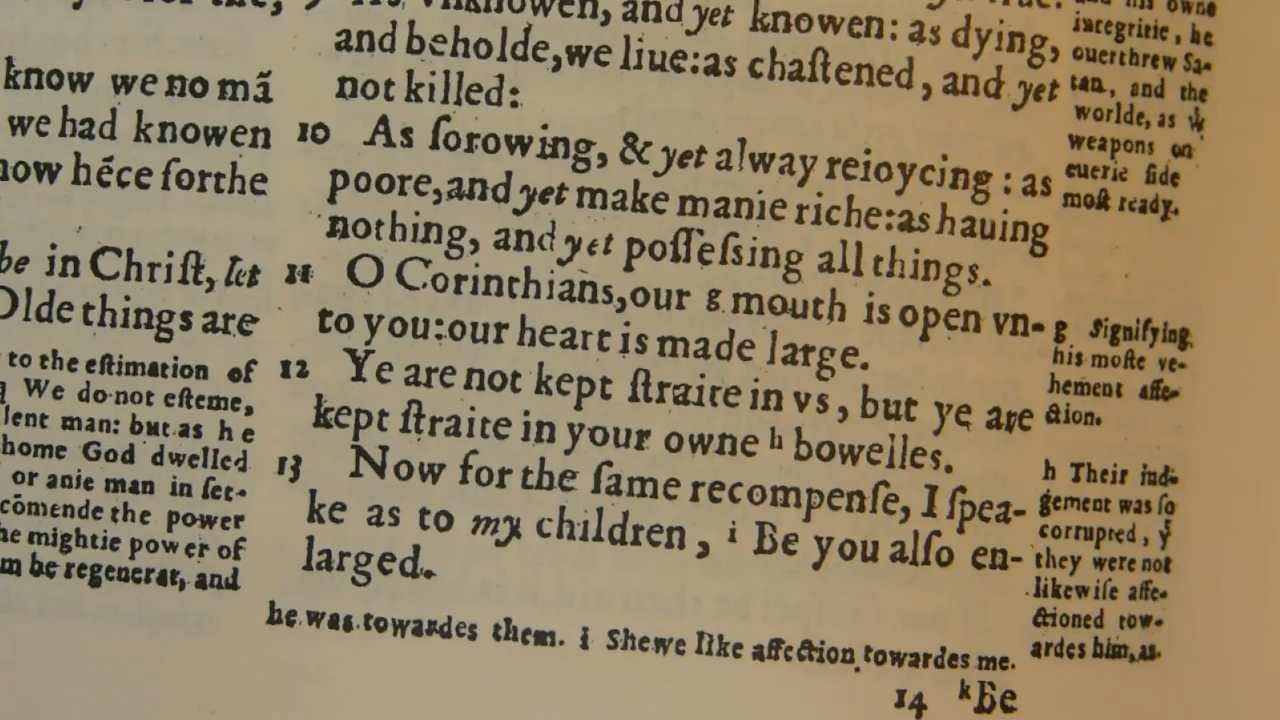 know we no mã
we had knowen
now hẽce forthe
be in Chriſt, let
Olde things are
to the eſtimation of
We do not eſteme,
lent man: but as he
home God dwelled
or anie man in ſet-
cõmende the power
he mightie power of
m be regenerat, and
vnknowen, and yet knowen: as dying,
and beholde, we liue: as chaſtened, and yet
not killed:
10 As ſorowing, & yet alway reioycing: as
poore, and yet make manie riche: as hauing
nothing, and yet poſſeſsing all things.
11 O Corinthians, our g mouth is open vn-
to you: our heart is made large.
12 Ye are not kept ſtraite in vs, but ye are
kept ſtraite in your owne h bowelles.
13 Now for the ſame recompenſe, I ſpea-
ke as to my children, i Be you alſo en-
larged.
owne
integritie, he
ouerthrew Sa-
tan, and the
worlde, as wͭ
weapons on
euerie ſide
moſt ready.
g Signifying
his moſte ve-
hement affe-
ction.
h Their iud-
gement was ſo
corrupted, yͭ
they were not
likewiſe affe-
ctioned tow-
ardes him, as
he was towardes them. i Shewe like affection towardes me.
14 k Be